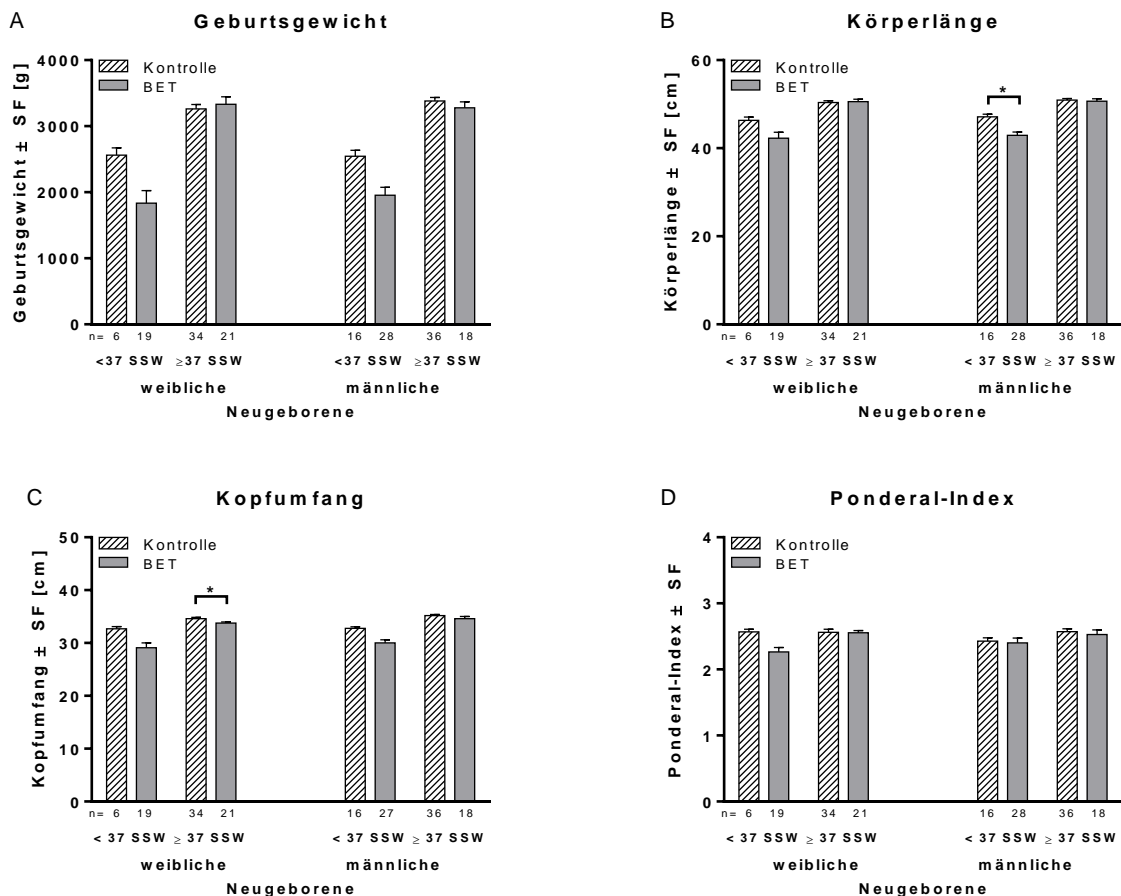 A
Geburtsgewicht
Geburtsgewicht ± SF [g]
4000
3000
2000
1000
0
Kontrolle
BET
n= 6 19 34 21 16 28 36 18
<37 SSW ≥37 SSW <37 SSW ≥37 SSW
weibliche männliche
Neugeborene
B
Körperlänge
Körperlänge ± SF [cm]
60
40
20
0
Kontrolle
BET
*
n= 6 19 34 21 16 28 36 18
< 37 SSW ≥ 37 SSW < 37 SSW ≥ 37 SSW
weibliche männliche
Neugeborene
C
Kopfumfang
Kopfumfang ± SF [cm]
50
40
30
20
10
0
Kontrolle
BET
*
n= 6 19 34 21 16 27 36 18
< 37 SSW ≥ 37 SSW < 37 SSW ≥ 37 SSW
weibliche männliche
Neugeborene
D
Ponderal-Index
Ponderal-Index ± SF
4
3
2
1
0
Kontrolle
BET
n= 6 19 34 21 16 28 36 18
< 37 SSW ≥ 37 SSW < 37 SSW ≥ 37 SSW
weibliche männliche
Neugeborene